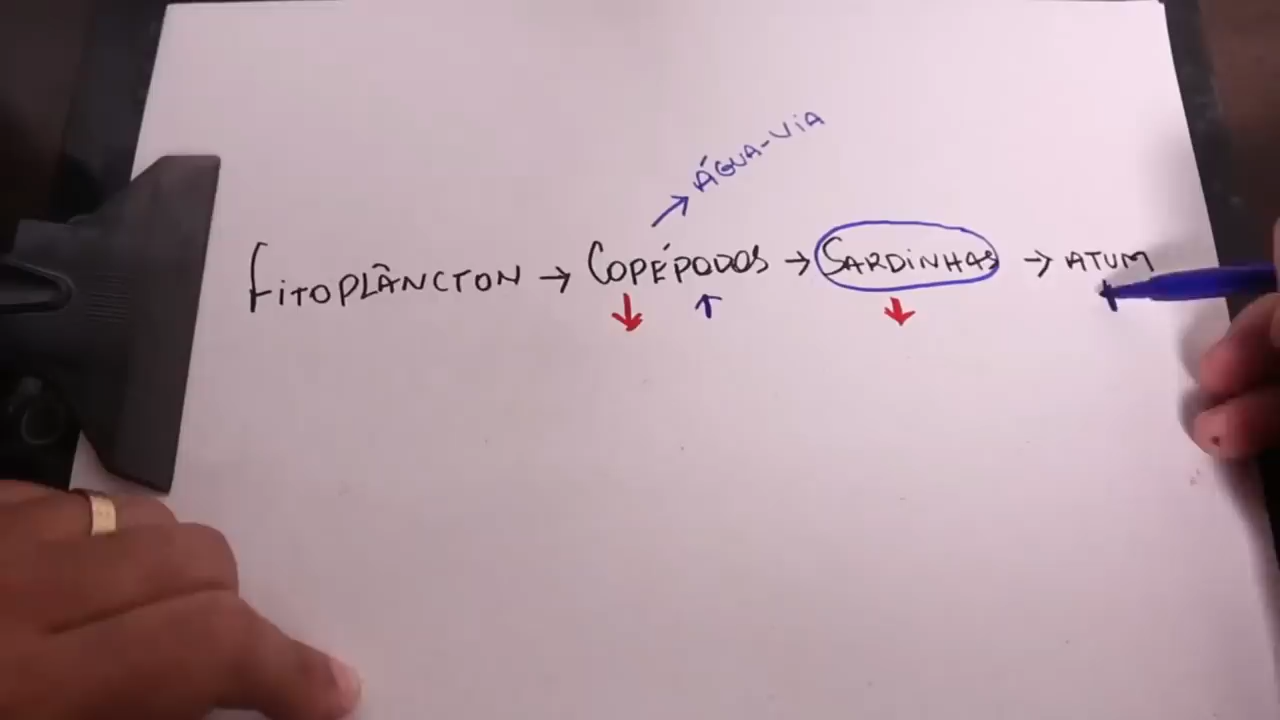 → ÁGUA-ViA
FiTOPLÂNCTON → COPÉPODOS → SARDiNHAS → ATUM